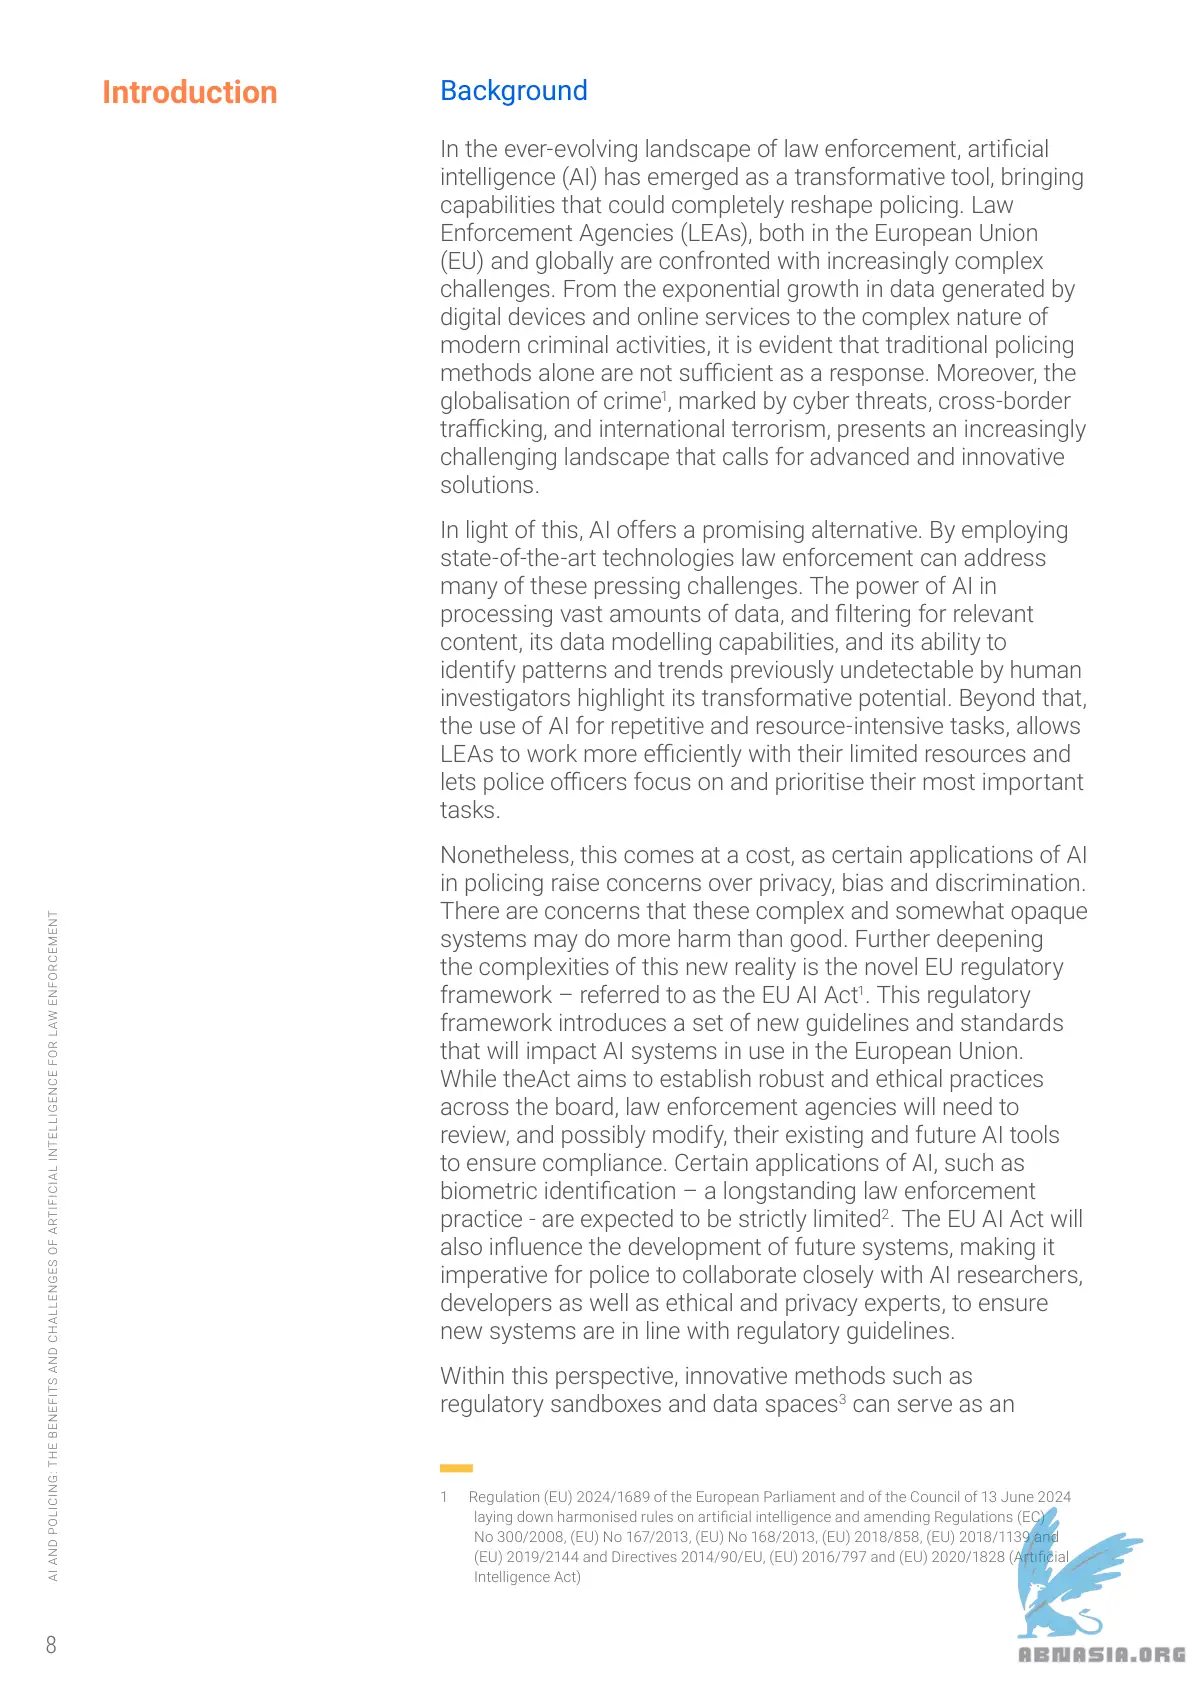 Introduction
Background
In the ever-evolving landscape of law enforcement, artificial
intelligence (AI) has emerged as a transformative tool, bringing
capabilities that could completely reshape policing. Law
Enforcement Agencies (LEAs), both in the European Union
(EU) and globally are confronted with increasingly complex
challenges. From the exponential growth in data generated by
digital devices and online services to the complex nature of
modern criminal activities, it is evident that traditional policing
methods alone are not sufficient as a response. Moreover, the
globalisation of crime¹, marked by cyber threats, cross-border
trafficking, and international terrorism, presents an increasingly
challenging landscape that calls for advanced and innovative
solutions.
In light of this, AI offers a promising alternative. By employing
state-of-the-art technologies law enforcement can address
many of these pressing challenges. The power of AI in
processing vast amounts of data, and filtering for relevant
content, its data modelling capabilities, and its ability to
identify patterns and trends previously undetectable by human
investigators highlight its transformative potential. Beyond that,
the use of AI for repetitive and resource-intensive tasks, allows
LEAs to work more efficiently with their limited resources and
lets police officers focus on and prioritise their most important
tasks.
Nonetheless, this comes at a cost, as certain applications of AI
in policing raise concerns over privacy, bias and discrimination.
There are concerns that these complex and somewhat opaque
systems may do more harm than good. Further deepening
the complexities of this new reality is the novel EU regulatory
framework – referred to as the EU AI Act¹. This regulatory
framework introduces a set of new guidelines and standards
that will impact AI systems in use in the European Union.
While theAct aims to establish robust and ethical practices
across the board, law enforcement agencies will need to
review, and possibly modify, their existing and future AI tools
to ensure compliance. Certain applications of AI, such as
biometric identification – a longstanding law enforcement
practice - are expected to be strictly limited². The EU AI Act will
also influence the development of future systems, making it
imperative for police to collaborate closely with AI researchers,
developers as well as ethical and privacy experts, to ensure
new systems are in line with regulatory guidelines.
Within this perspective, innovative methods such as
regulatory sandboxes and data spaces³ can serve as an
1 Regulation (EU) 2024/1689 of the European Parliament and of the Council of 13 June 2024
laying down harmonised rules on artificial intelligence and amending Regulations (EC)
No 300/2008, (EU) No 167/2013, (EU) No 168/2013, (EU) 2018/858, (EU) 2018/1139 and
(EU) 2019/2144 and Directives 2014/90/EU, (EU) 2016/797 and (EU) 2020/1828 (Artificial
Intelligence Act)
AI AND POLICING: THE BENEFITS AND CHALLENGES OF ARTIFICIAL INTELLIGENCE FOR LAW ENFORCEMENT
8
ABNASIA.ORG